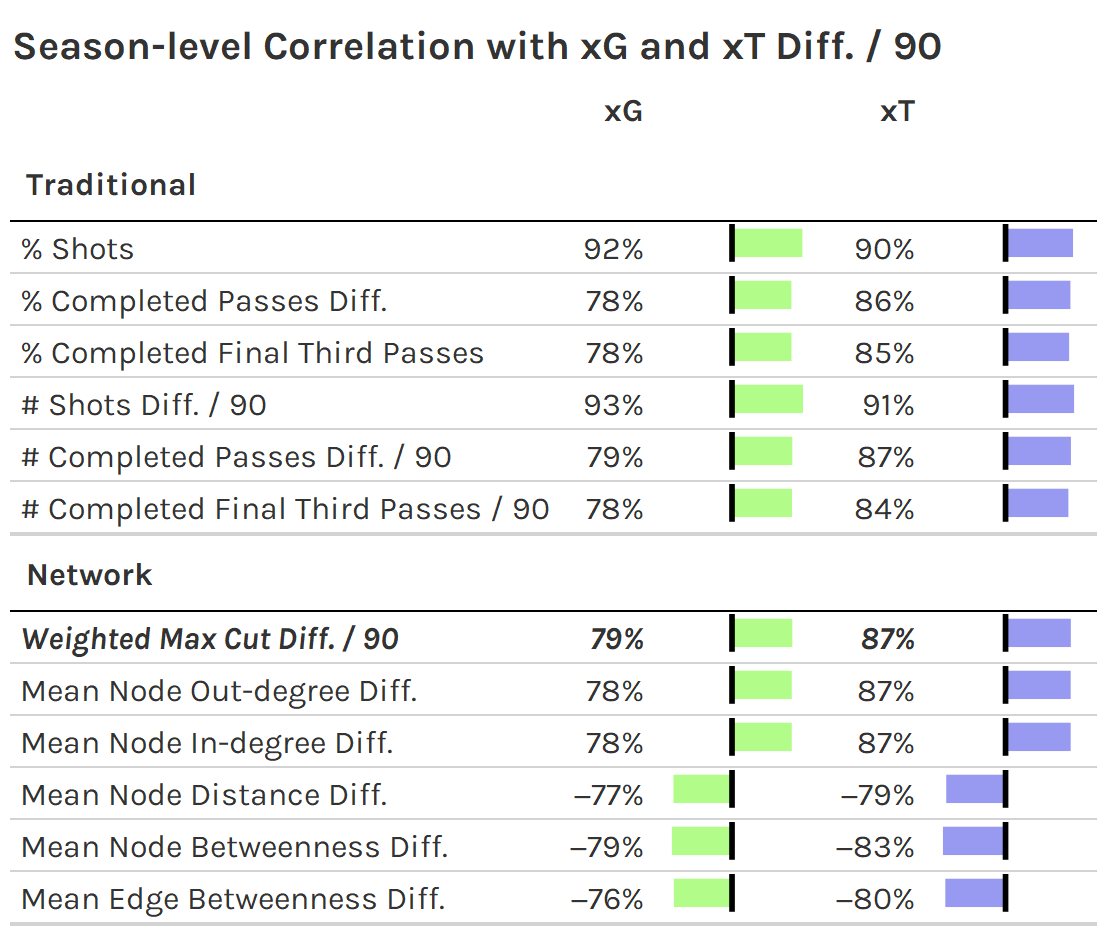 Season-level Correlation with xG and xT Diff. / 90
xG xT
Traditional
% Shots 92% 90%
% Completed Passes Diff. 78% 86%
% Completed Final Third Passes 78% 85%
# Shots Diff. / 90 93% 91%
# Completed Passes Diff. / 90 79% 87%
# Completed Final Third Passes / 90 78% 84%
Network
Weighted Max Cut Diff. / 90 79% 87%
Mean Node Out-degree Diff. 78% 87%
Mean Node In-degree Diff. 78% 87%
Mean Node Distance Diff. −77% −79%
Mean Node Betweenness Diff. −79% −83%
Mean Edge Betweenness Diff. −76% −80%